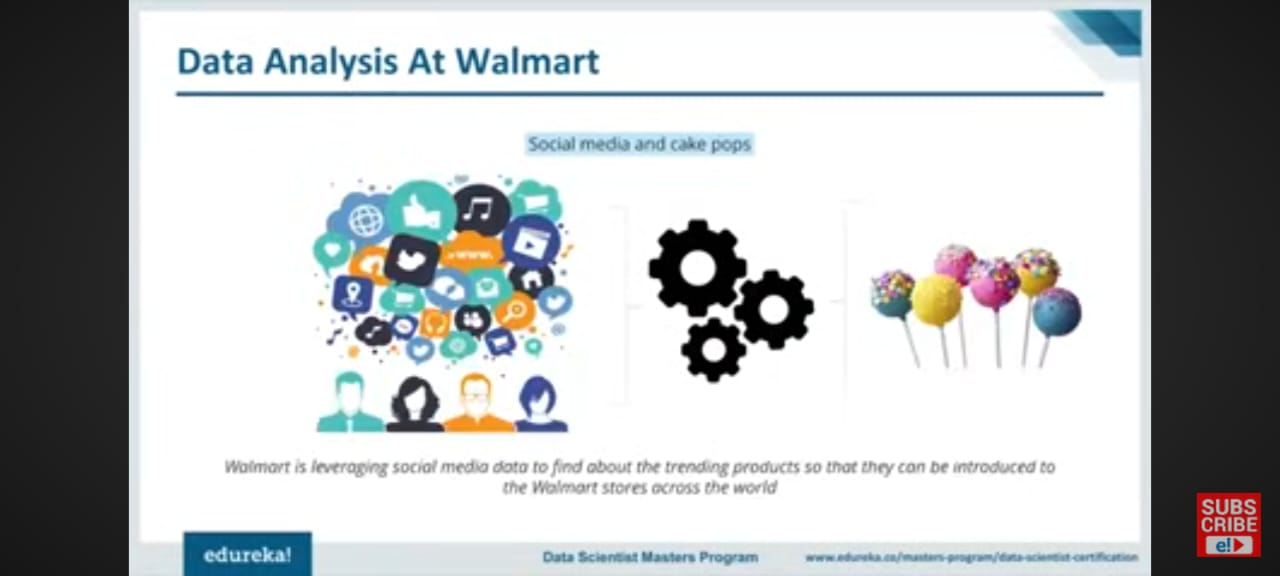 Data Analysis At Walmart
Social media and cake pops
www.
Walmart is leveraging social media data to find about the trending products so that they can be introduced to
the Walmart stores across the world
edureka!
Data Scientist Masters Program
www.edureka.co/masters-program/data-scientist-certification
SUBS
CRIBE
e!